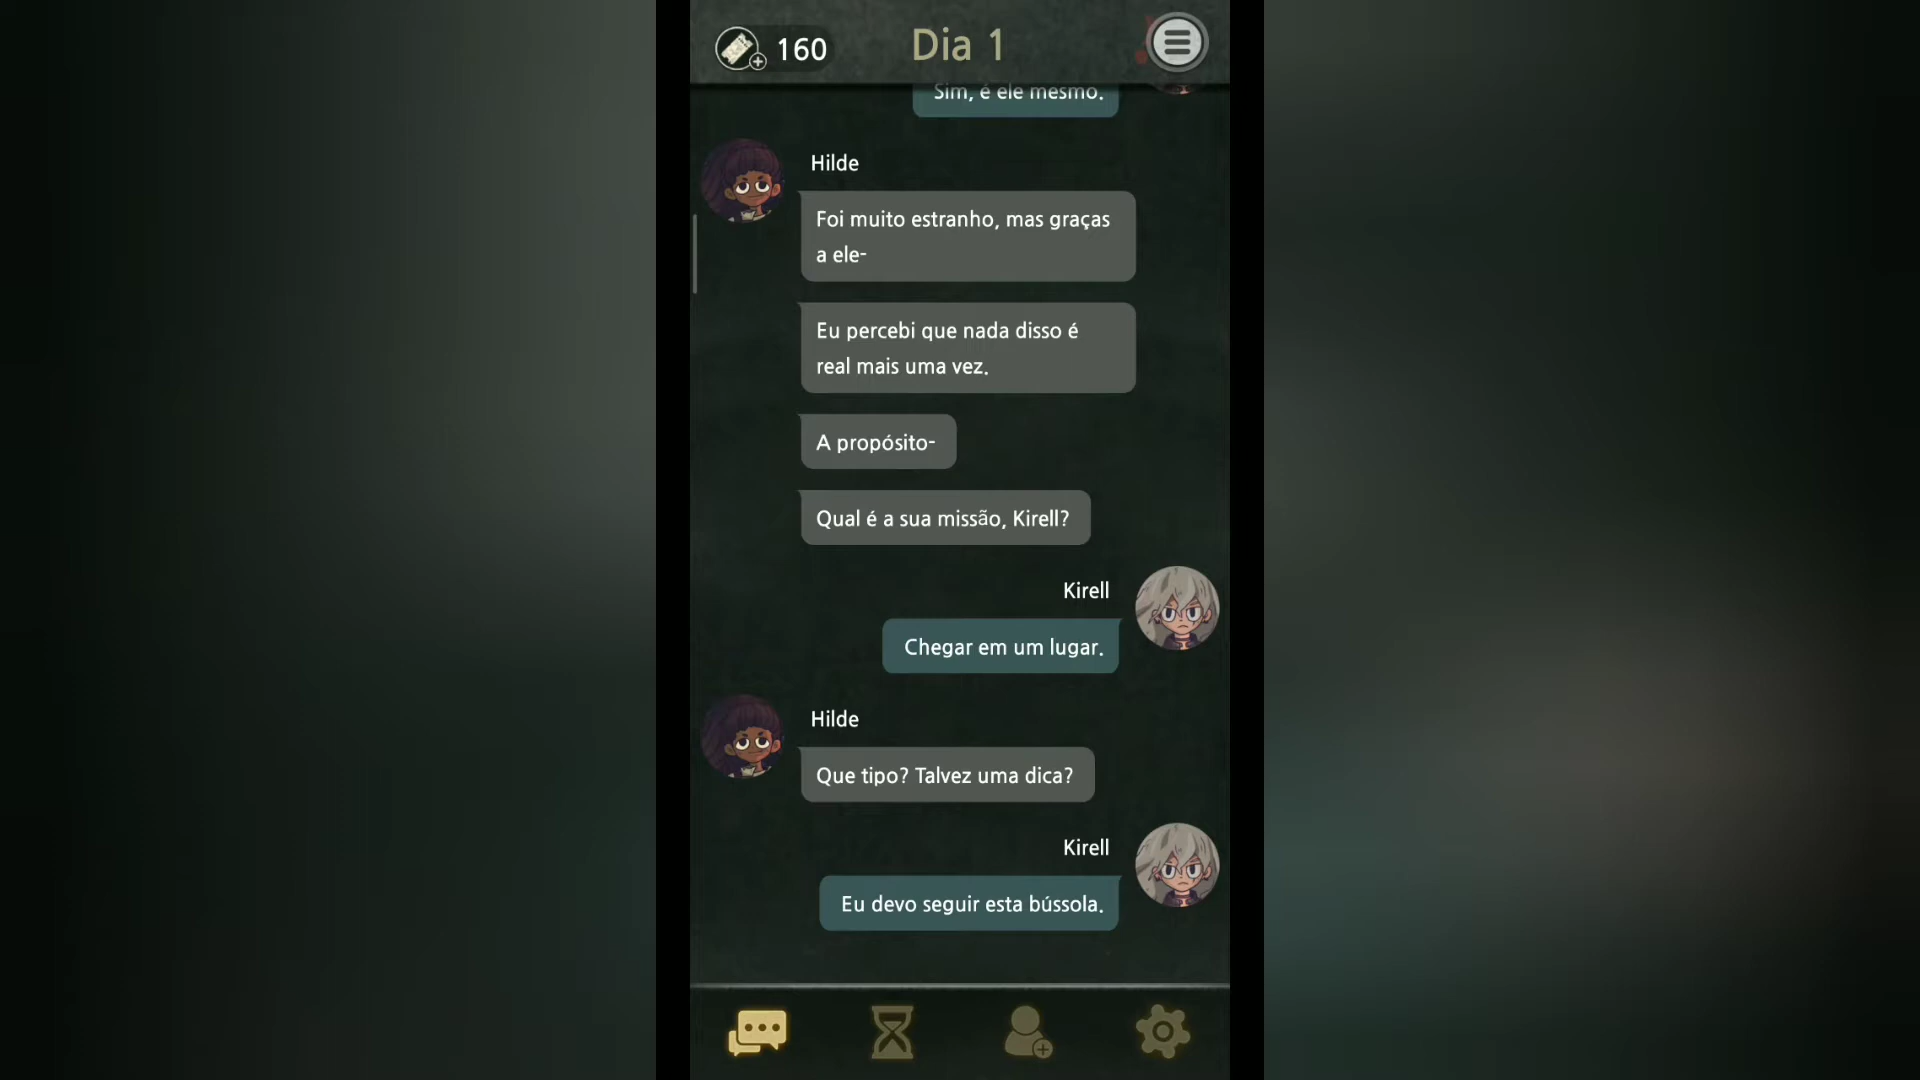 160
Dia 1
Sim, é ele mesmo.
Hilde
Foi muito estranho, mas graças
a ele-
Eu percebi que nada disso é
real mais uma vez.
A propósito-
Qual é a sua missão, Kirell?
Kirell
Chegar em um lugar.
Hilde
Que tipo? Talvez uma dica?
Kirell
Eu devo seguir esta bússola.